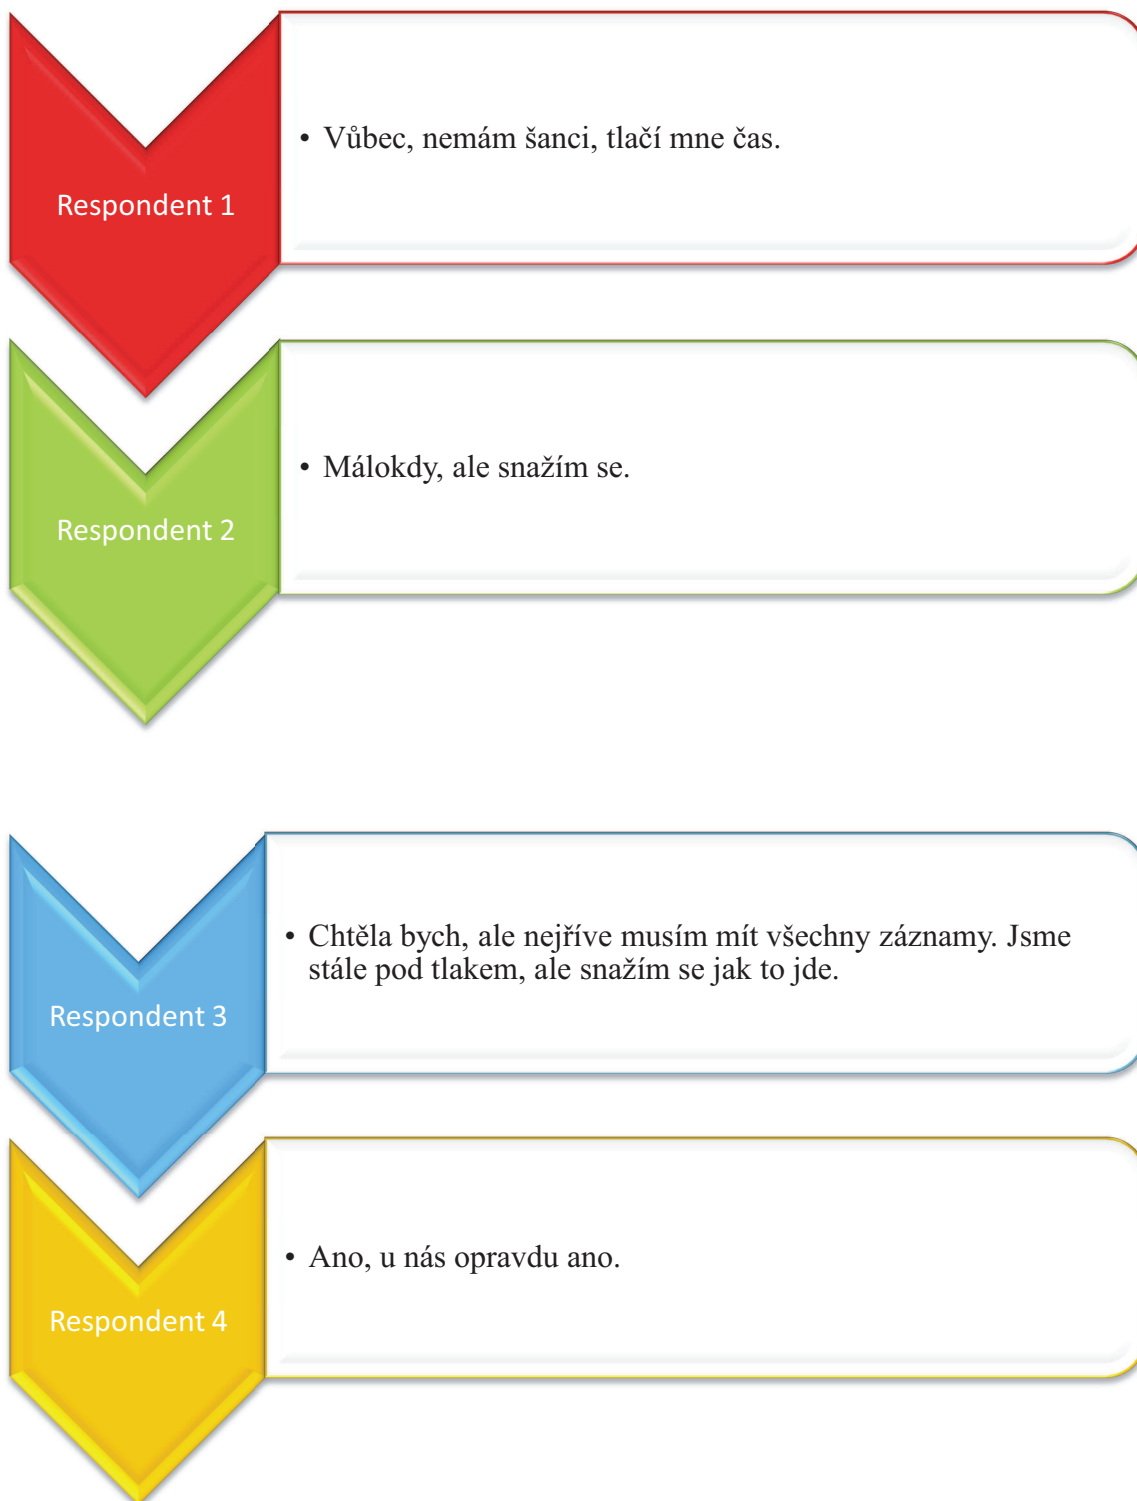 Respondent 1
• Vůbec, nemám šanci, tlačí mne čas.
Respondent 2
• Málokdy, ale snažím se.
Respondent 3
• Chtěla bych, ale nejříve musím mít všechny záznamy. Jsme
stále pod tlakem, ale snažím se jak to jde.
Respondent 4
• Ano, u nás opravdu ano.